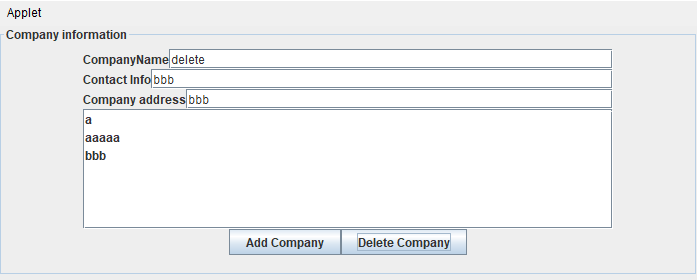 Applet
Company information
CompanyName delete
Contact Info bbb
Company address bbb
a
aaaaa
bbb
Add Company Delete Company